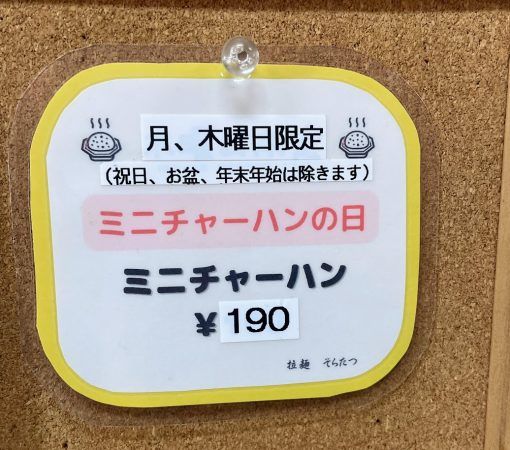 月、木曜日限定
(祝日、お盆、年末年始は除きます)
ミニチャーハンの日
ミニチャーハン
¥190
拉麺 そらたつ